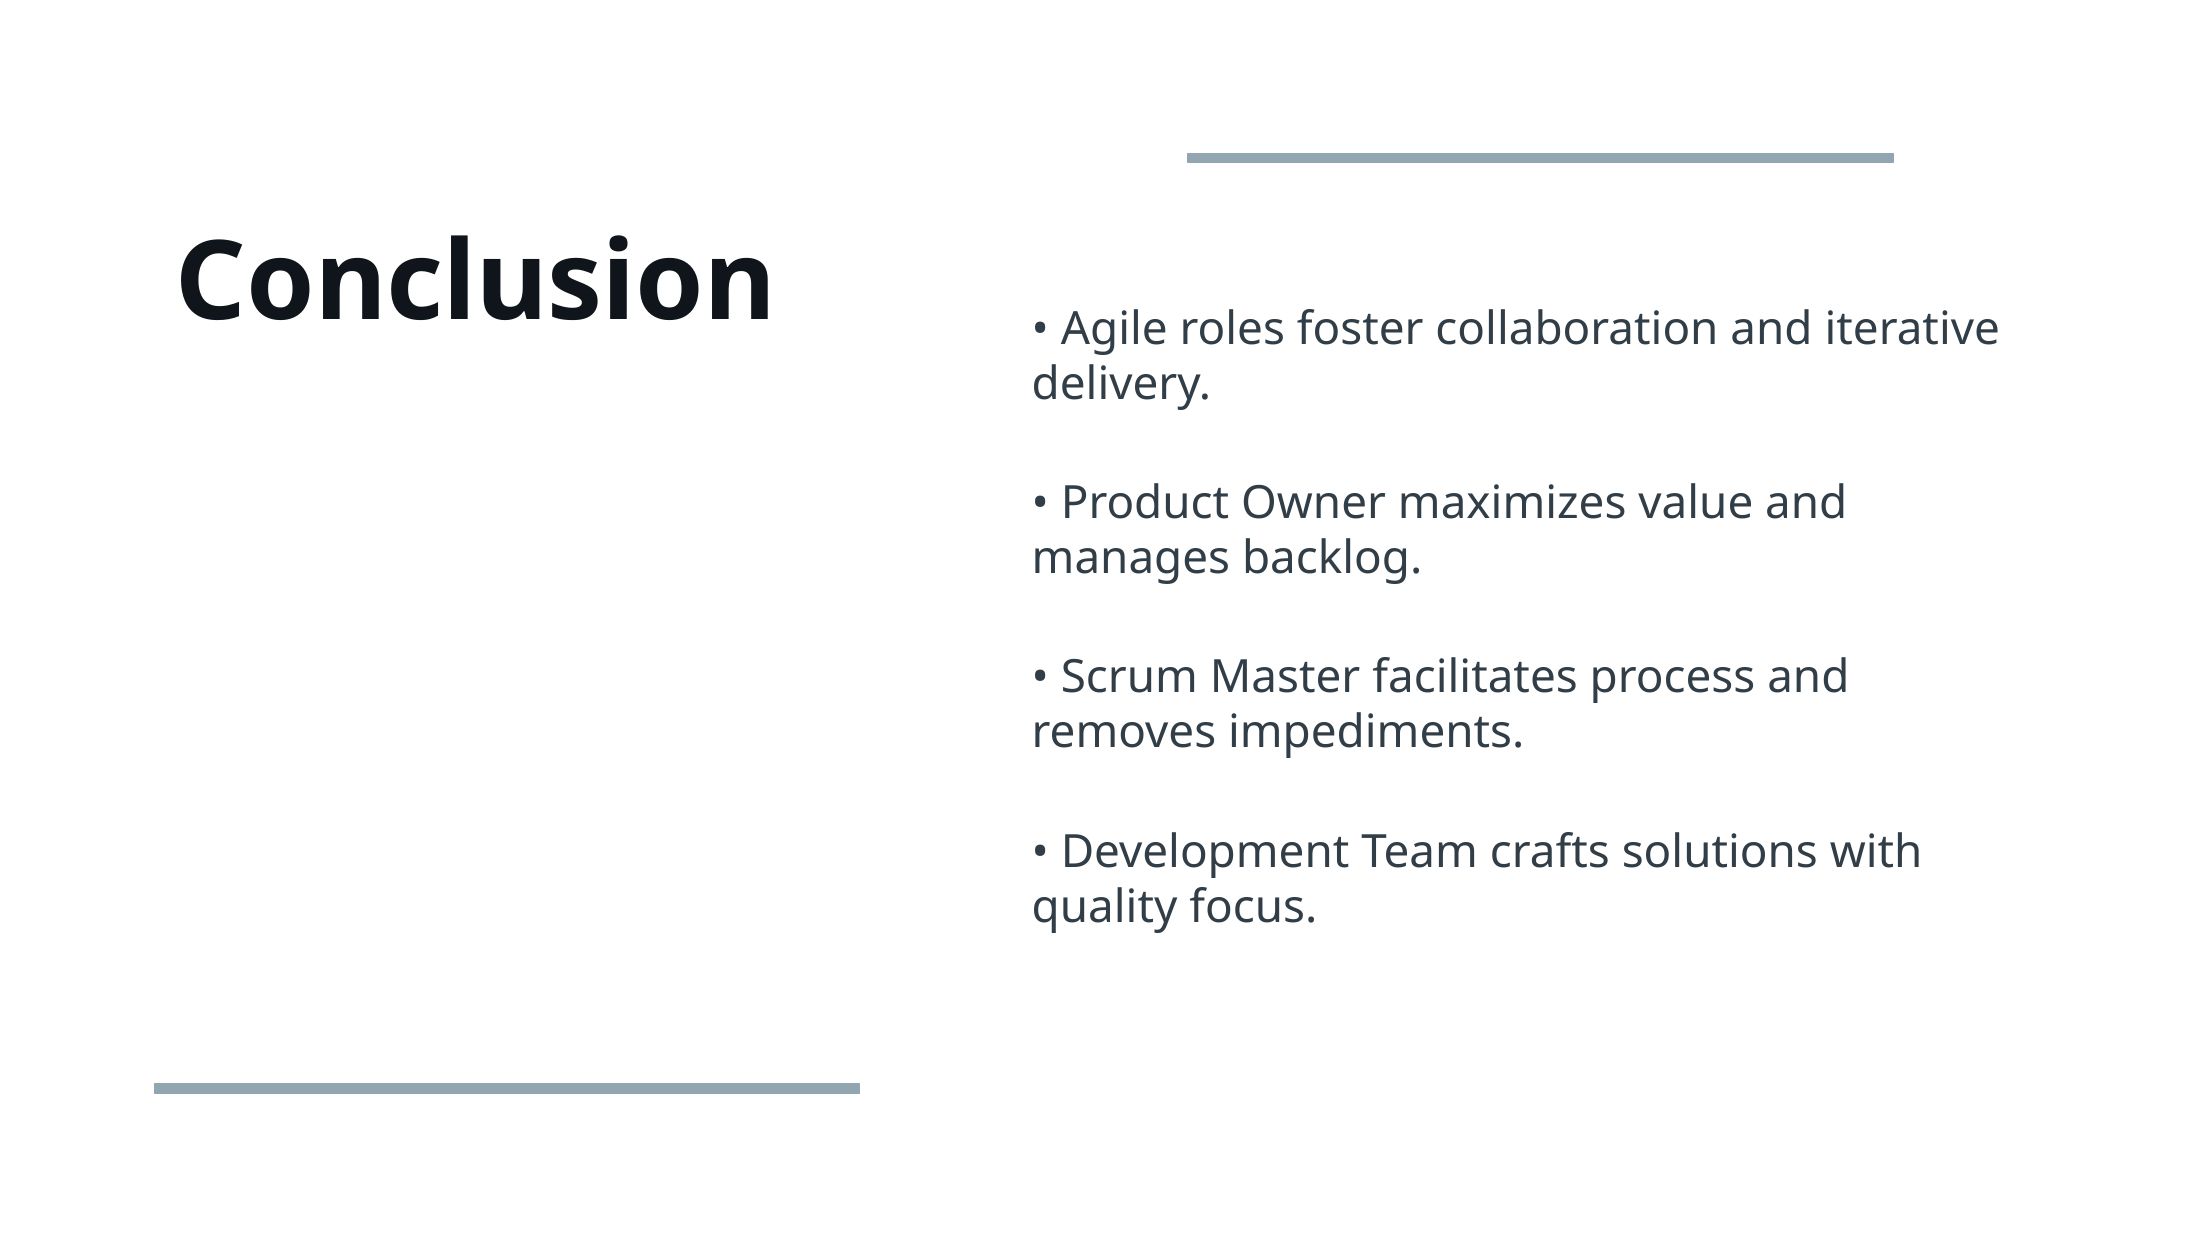 Conclusion
• Agile roles foster collaboration and iterative
delivery.
• Product Owner maximizes value and
manages backlog.
• Scrum Master facilitates process and
removes impediments.
• Development Team crafts solutions with
quality focus.